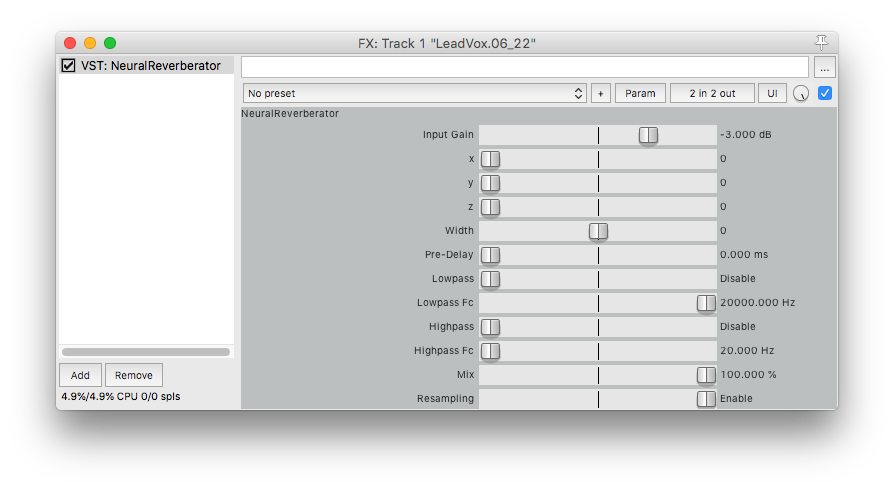 FX: Track 1 "LeadVox.06_22"
VST: NeuralReverberator
...
No preset + Param 2 in 2 out UI
NeuralReverberator
Input Gain -3.000 dB
x 0
y 0
z 0
Width 0
Pre-Delay 0.000 ms
Lowpass Disable
Lowpass Fc 20000.000 Hz
Highpass Disable
Highpass Fc 20.000 Hz
Mix 100.000 %
Resampling Enable
Add Remove
4.9%/4.9% CPU 0/0 spls